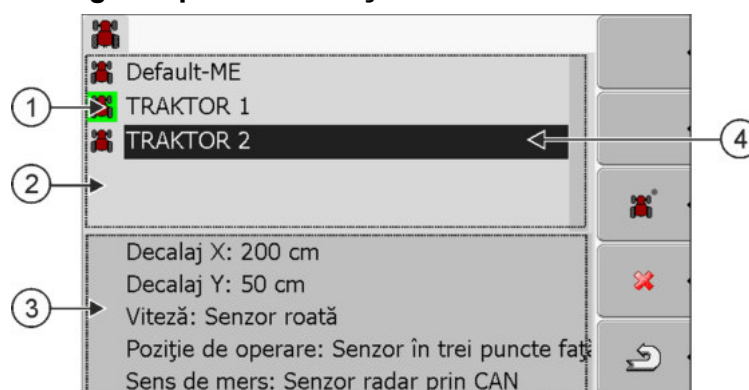 Default-ME
TRAKTOR 1
TRAKTOR 2
1
2
3
4
Decalaj X: 200 cm
Decalaj Y: 50 cm
Viteză: Senzor roată
Poziţie de operare: Senzor în trei puncte faţă
Sens de mers: Senzor radar prin CAN